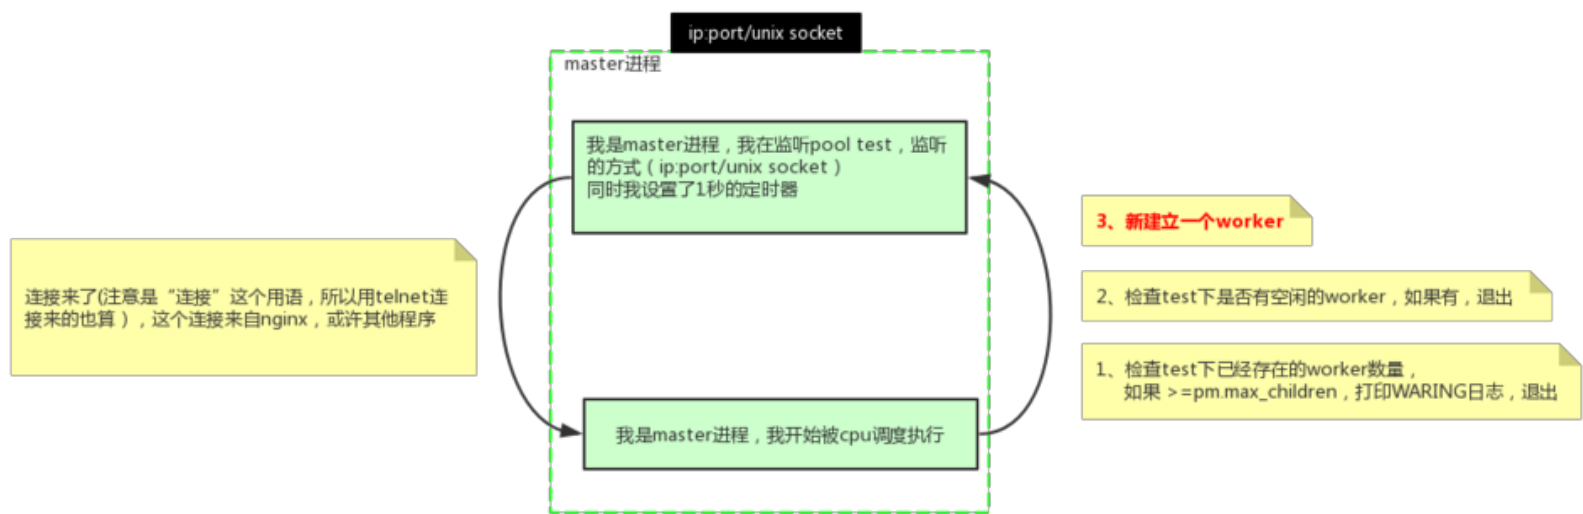 ip:port/unix socket
master进程
我是master进程，我在监听pool test，监听
的方式（ip:port/unix socket）
同时我设置了1秒的定时器
连接来了(注意是“连接”这个用语，所以用telnet连
接来的也算），这个连接来自nginx，或许其他程序
我是master进程，我开始被cpu调度执行
3、新建立一个worker
2、检查test下是否有空闲的worker，如果有，退出
1、检查test下已经存在的worker数量，
如果 >=pm.max_children，打印WARING日志，退出